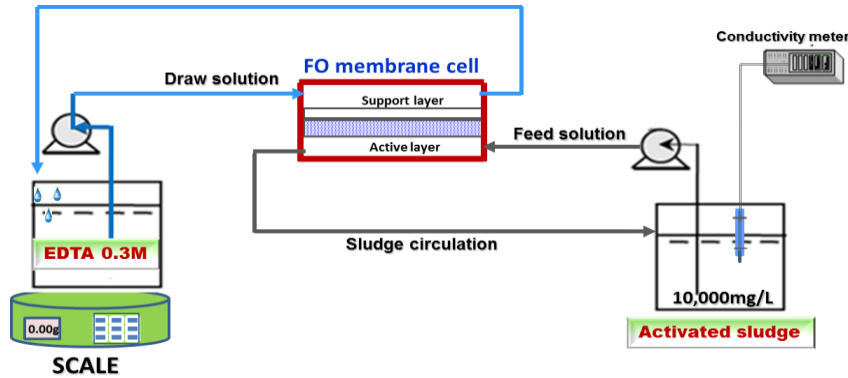 Conductivity meter
FO membrane cell
Draw solution
Support layer
Active layer
Feed solution
Sludge circulation
EDTA 0.3M
0.00g
SCALE
10,000mg/L
Activated sludge